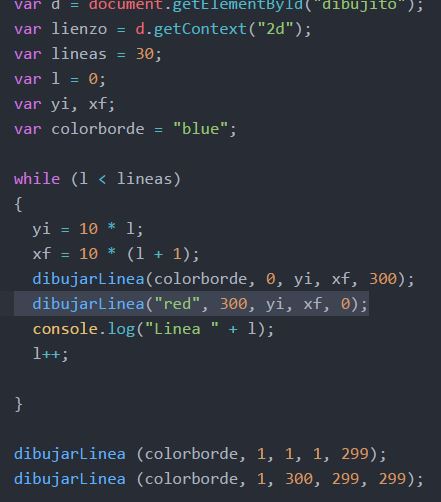 var d = document.getElementById("dibujito");
var lienzo = d.getContext("2d");
var lineas = 30;
var l = 0;
var yi, xf;
var colorborde = "blue";
while (l < lineas)
{
yi = 10 * l;
xf = 10 * (l + 1);
dibujarLinea(colorborde, 0, yi, xf, 300);
dibujarLinea("red", 300, yi, xf, 0);
console.log("Linea " + l);
l++;
}
dibujarLinea (colorborde, 1, 1, 1, 299);
dibujarLinea (colorborde, 1, 300, 299, 299);